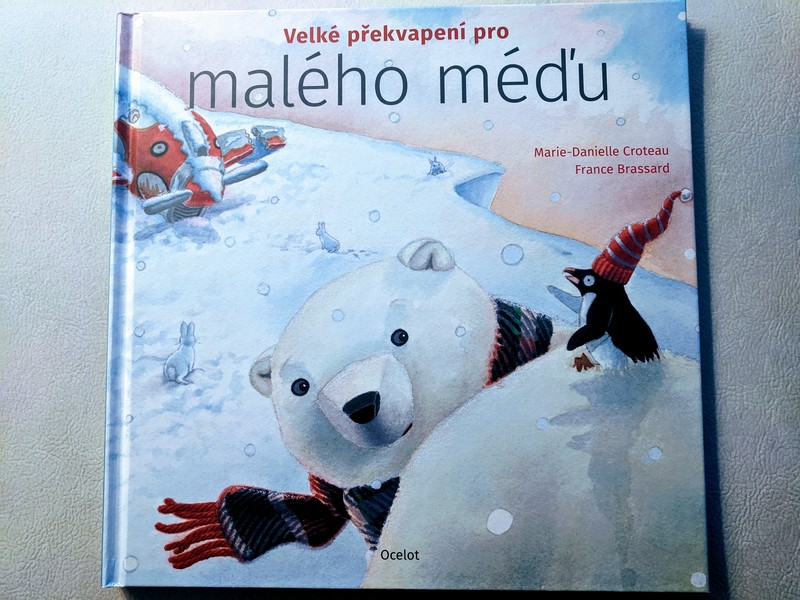 Velké překvapení pro
malého méďu
Marie-Danielle Croteau
France Brassard
Ocelot